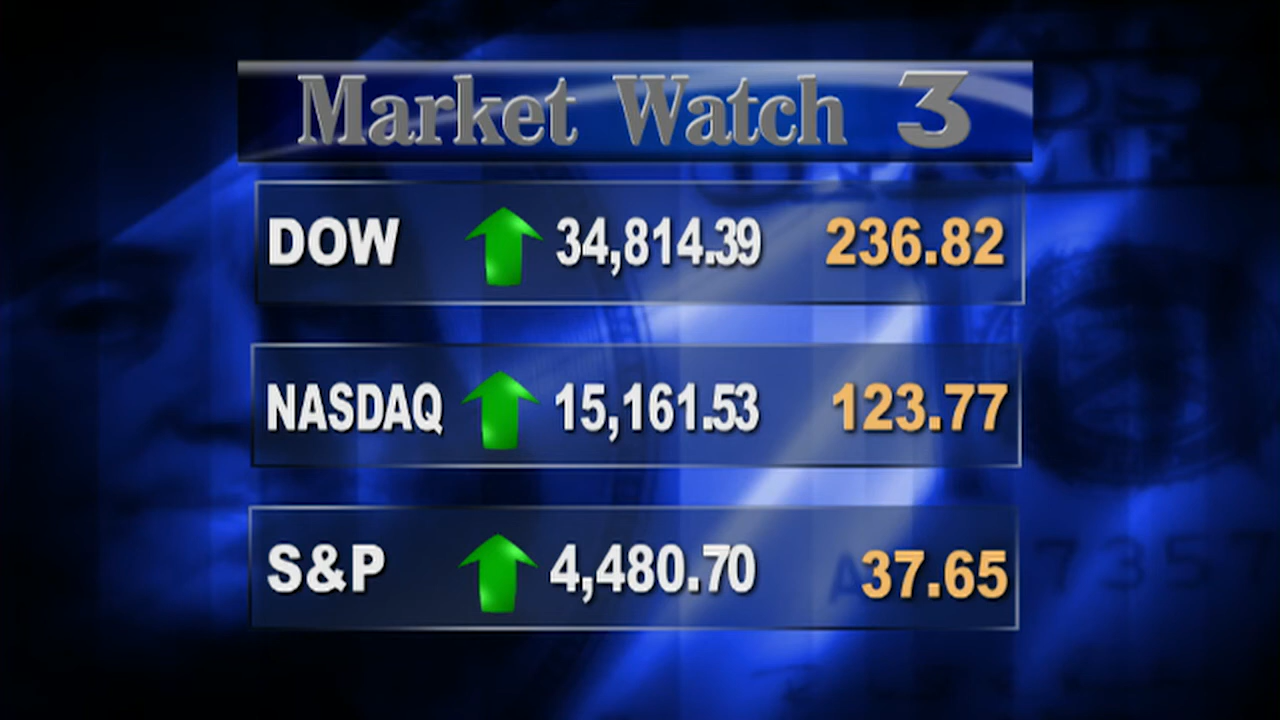 Market Watch 3
DOW 34,814.39 236.82
NASDAQ 15,161.53 123.77
S&P 4,480.70 37.65